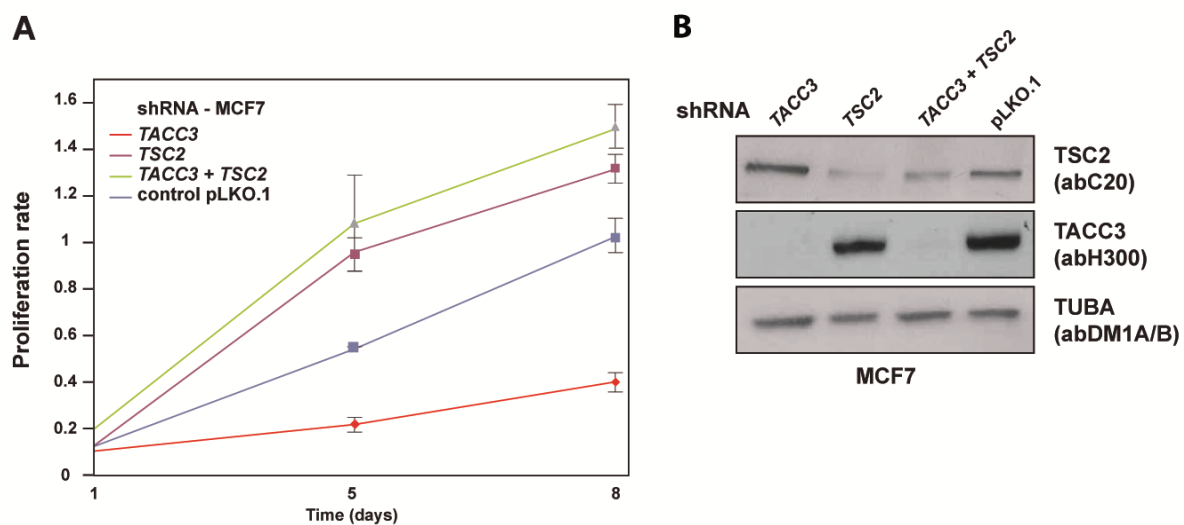 A
shRNA - MCF7
TACC3
TSC2
TACC3 + TSC2
control pLKO.1
Proliferation rate
1.6
1.4
1.2
1
0.8
0.6
0.4
0.2
0
1 5 8
Time (days)
B
shRNA TACC3 TSC2 TACC3 + TSC2 pLKO.1
TSC2
(abC20)
TACC3
(abH300)
TUBA
(abDM1A/B)
MCF7